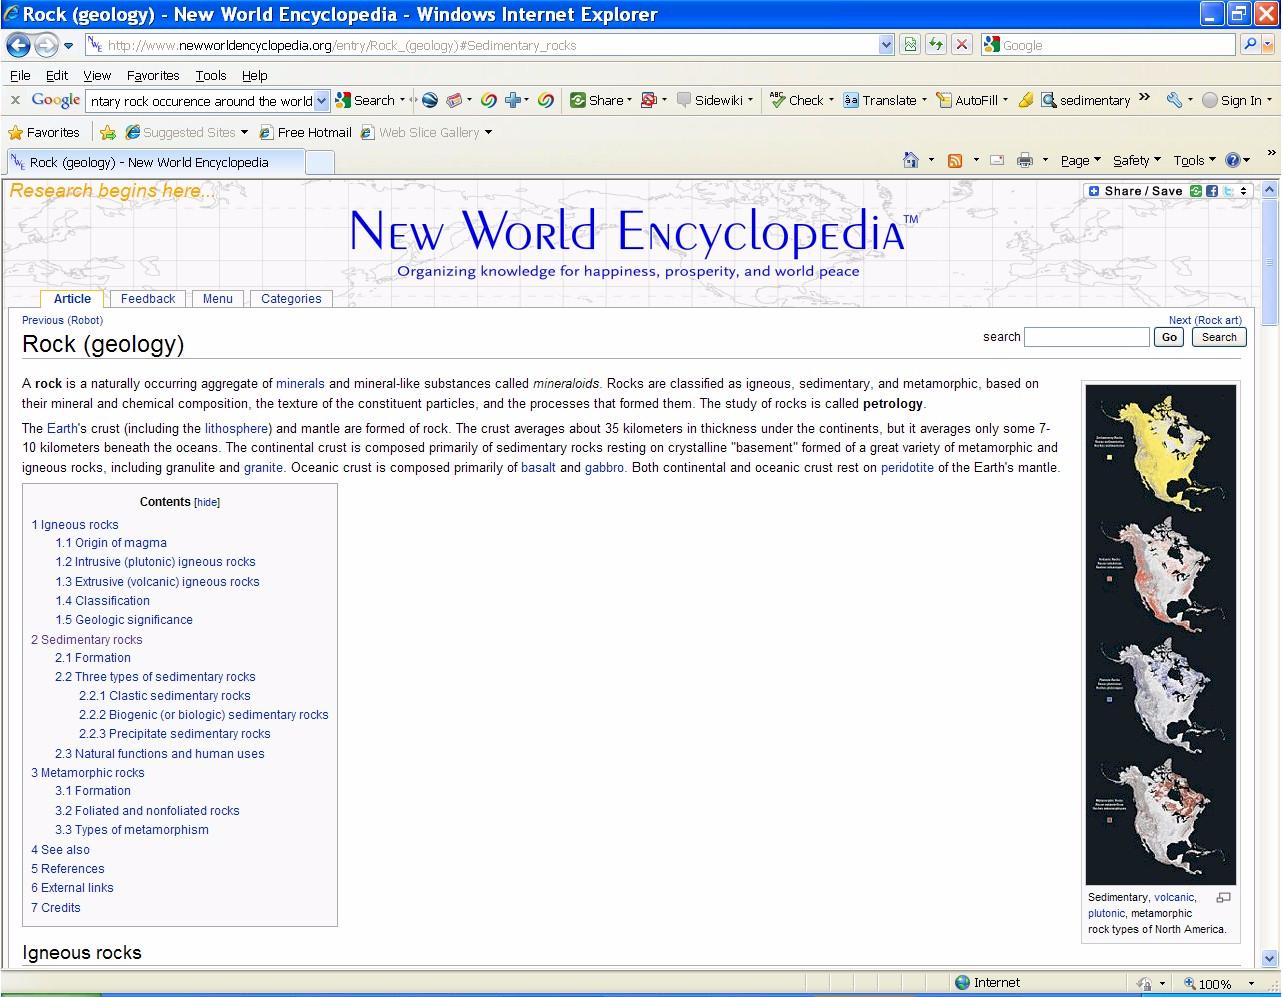 Rock (geology) - New World Encyclopedia - Windows Internet Explorer
http://www.newworldencyclopedia.org/entry/Rock_(geology)#Sedimentary_rocks
Google
File Edit View Favorites Tools Help
x Google ntary rock occurence around the world Search Share Sidewiki ABC Check Translate AutoFill sedimentary Sign In
Favorites Suggested Sites Free Hotmail Web Slice Gallery
Rock (geology) - New World Encyclopedia
Page Safety Tools
Research begins here...
Share / Save
New World Encyclopedia™
Organizing knowledge for happiness, prosperity, and world peace
Article Feedback Menu Categories
Previous (Robot)
Next (Rock art)
Rock (geology)
search Go Search
A rock is a naturally occurring aggregate of minerals and mineral-like substances called mineraloids. Rocks are classified as igneous, sedimentary, and metamorphic, based on
their mineral and chemical composition, the texture of the constituent particles, and the processes that formed them. The study of rocks is called petrology.
The Earth's crust (including the lithosphere) and mantle are formed of rock. The crust averages about 35 kilometers in thickness under the continents, but it averages only some 7-
10 kilometers beneath the oceans. The continental crust is composed primarily of sedimentary rocks resting on crystalline "basement" formed of a great variety of metamorphic and
igneous rocks, including granulite and granite. Oceanic crust is composed primarily of basalt and gabbro. Both continental and oceanic crust rest on peridotite of the Earth's mantle.
Contents [hide]
1 Igneous rocks
1.1 Origin of magma
1.2 Intrusive (plutonic) igneous rocks
1.3 Extrusive (volcanic) igneous rocks
1.4 Classification
1.5 Geologic significance
2 Sedimentary rocks
2.1 Formation
2.2 Three types of sedimentary rocks
2.2.1 Clastic sedimentary rocks
2.2.2 Biogenic (or biologic) sedimentary rocks
2.2.3 Precipitate sedimentary rocks
2.3 Natural functions and human uses
3 Metamorphic rocks
3.1 Formation
3.2 Foliated and nonfoliated rocks
3.3 Types of metamorphism
4 See also
5 References
6 External links
7 Credits
Sedimentary, volcanic,
plutonic, metamorphic
rock types of North America.
Igneous rocks
Internet
100%